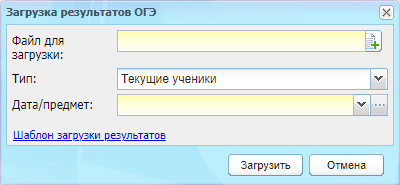 Загрузка результатов ОГЭ
Файл для
загрузки:
Тип:
Текущие ученики
Дата/предмет:
Шаблон загрузки результатов
Загрузить
Отмена